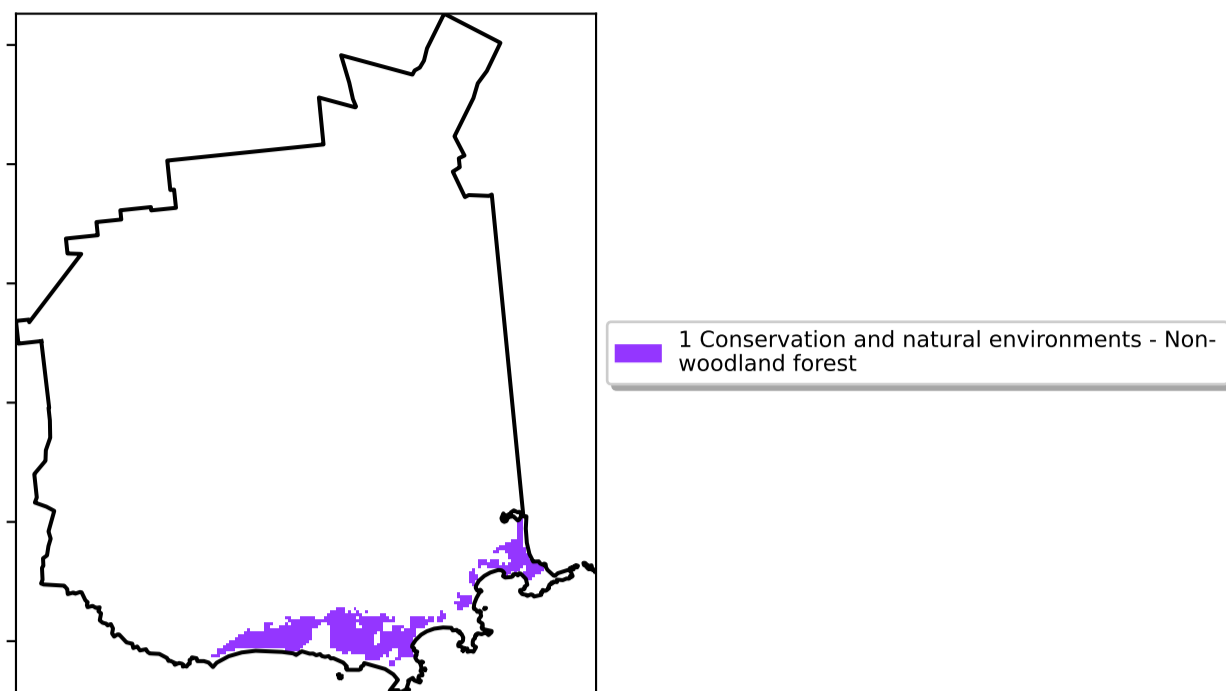 1 Conservation and natural environments - Non-
woodland forest